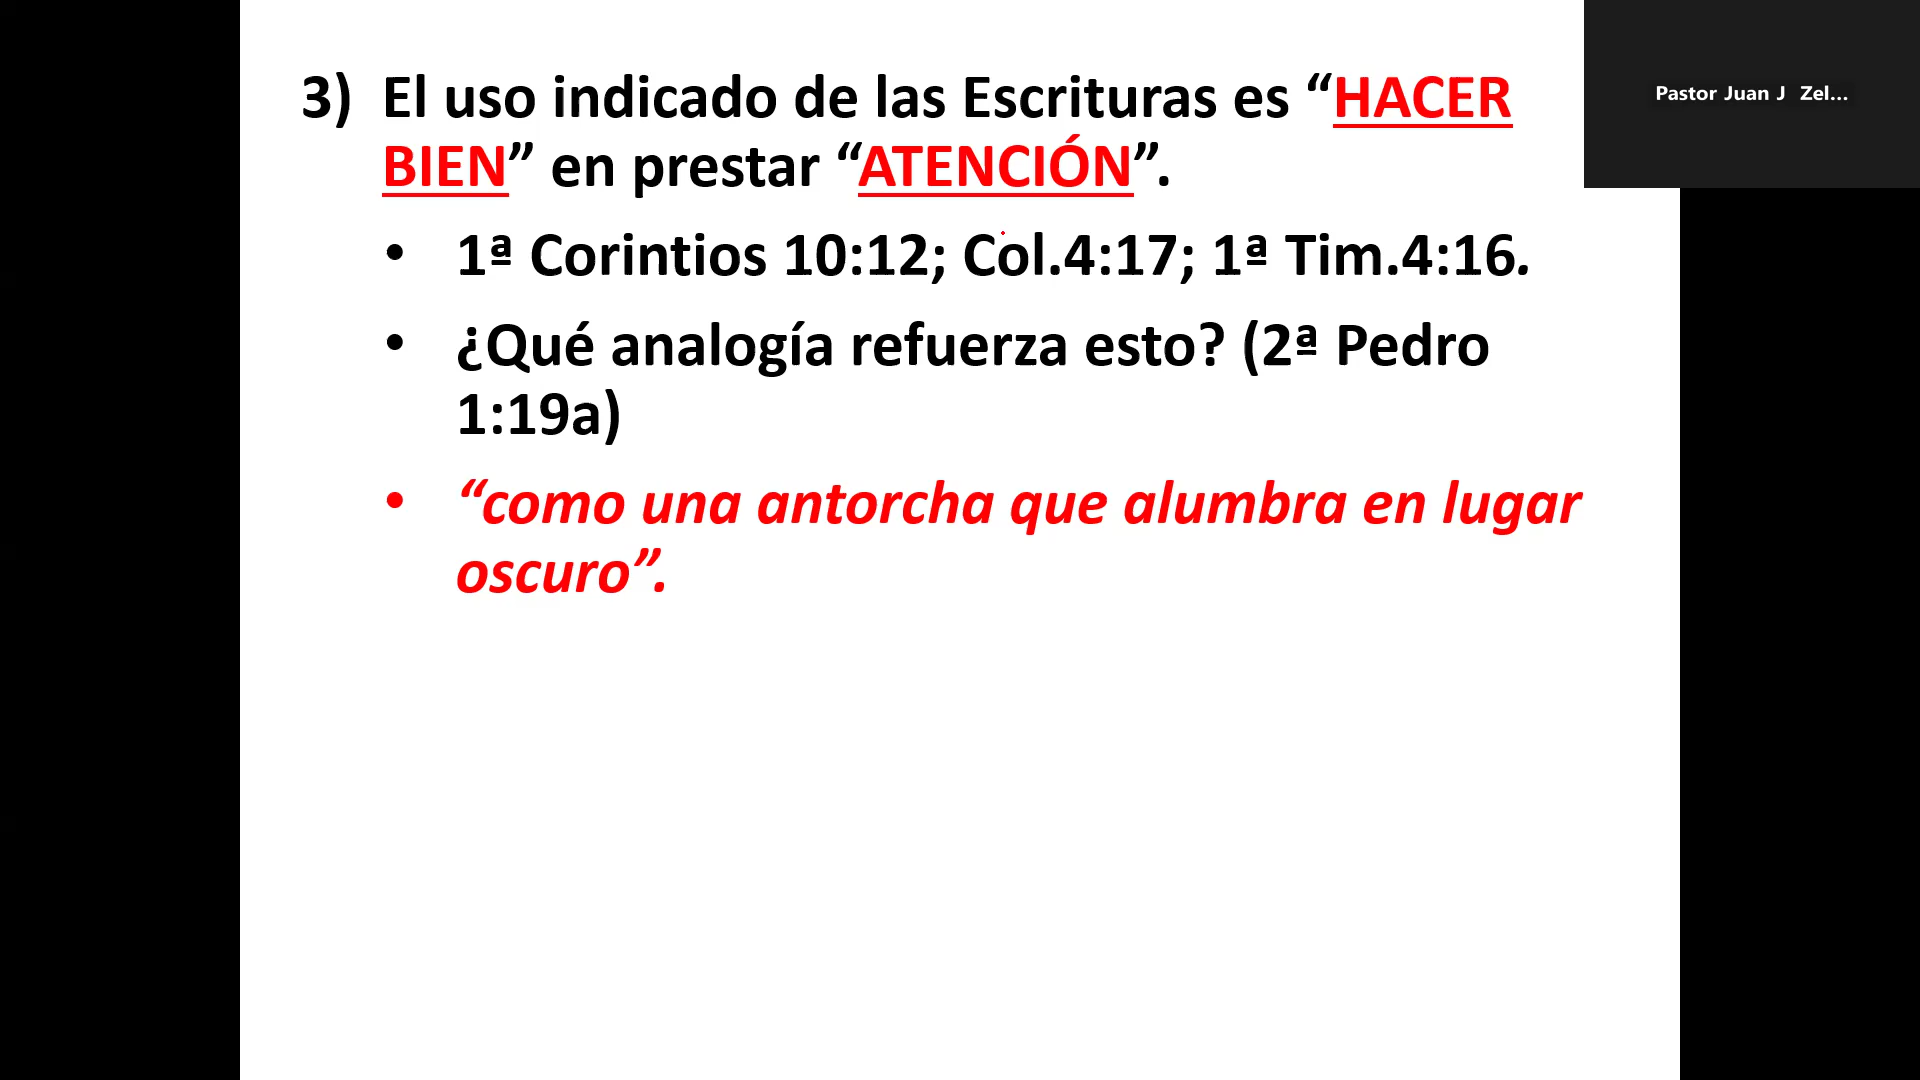 3) El uso indicado de las Escrituras es “HACER
BIEN” en prestar “ATENCIÓN”.
• 1ª Corintios 10:12; Col.4:17; 1ª Tim.4:16.
• ¿Qué analogía refuerza esto? (2ª Pedro
1:19a)
• “como una antorcha que alumbra en lugar
oscuro”.
Pastor Juan J Zel...